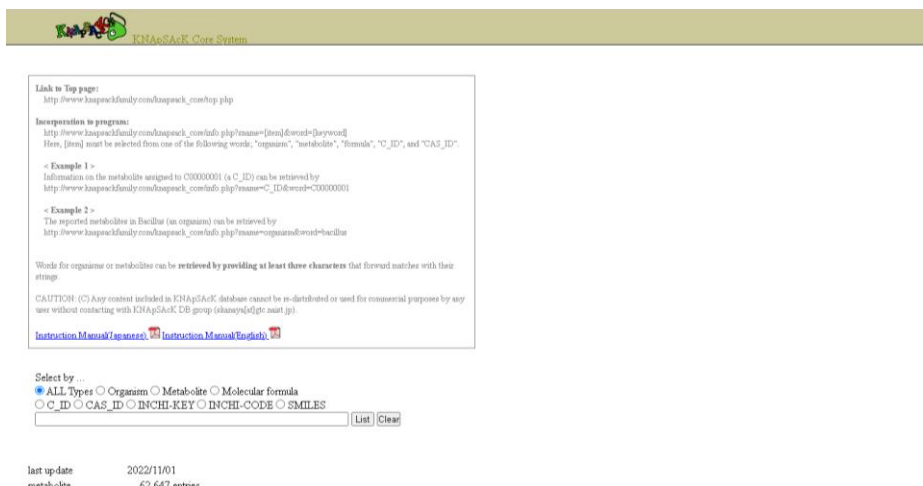 KNApSAcK
KNApSAcK Core System
Link to Top page:
http://www.knapsackfamily.com/knapsack_core/top.php
Incorporation to program:
http://www.knapsackfamily.com/knapsack_core/info.php?sname=[item]&word=[keyword]
Here, [item] must be selected from one of the following words, "organism", "metabolite", "formula", "C_ID", and "CAS_ID".
< Example 1 >
Information on the metabolite assigned to C00000001 (a C_ID) can be retrieved by
http://www.knapsackfamily.com/knapsack_core/info.php?sname=C_ID&word=C00000001
< Example 2 >
The reported metabolites in Bacillus (an organism) can be retrieved by
http://www.knapsackfamily.com/knapsack_core/info.php?sname=organism&word=bacillus
Words for organisms or metabolites can be retrieved by providing at least three characters that forward matches with their
strings.
CAUTION: (C) Any content included in KNApSAcK database cannot be re-distributed or used for commercial purposes by any
user without contacting with KNApSAcK DB group (skanaya[at]gtc.naist.jp).
Instruction Manual(Japanese) Instruction Manual(English)
Select by ...
ALL Types Organism Metabolite Molecular formula
C_ID CAS_ID INCHI-KEY INCHI-CODE SMILES
List Clear
last update 2022/11/01
metabolite 62,647 entries